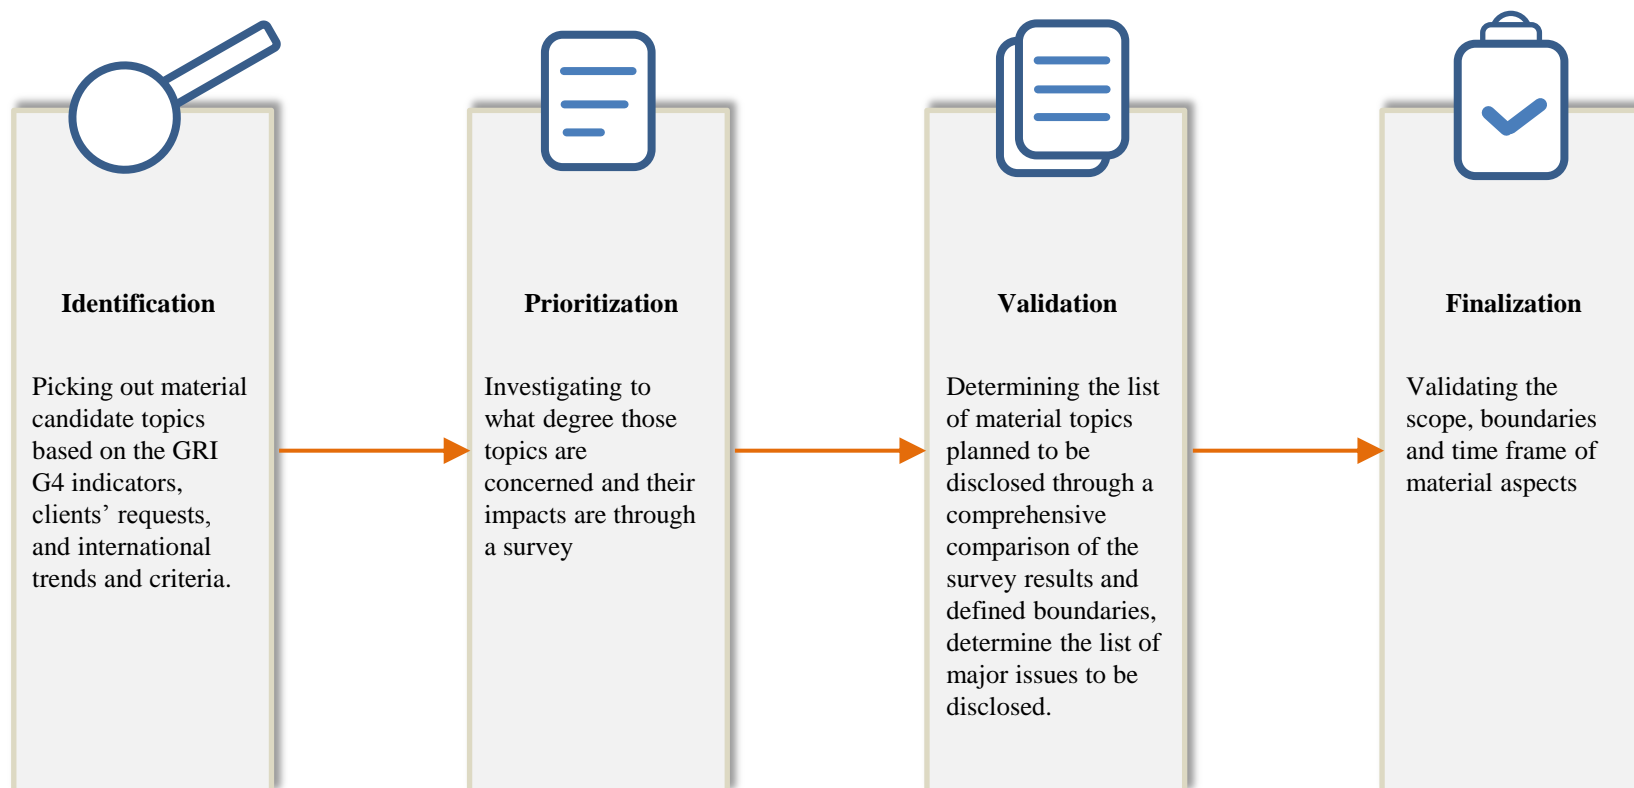 Identification
Picking out material
candidate topics
based on the GRI
G4 indicators,
clients’ requests,
and international
trends and criteria.
Prioritization
Investigating to
what degree those
topics are
concerned and their
impacts are through
a survey
Validation
Determining the list
of material topics
planned to be
disclosed through a
comprehensive
comparison of the
survey results and
defined boundaries,
determine the list of
major issues to be
disclosed.
Finalization
Validating the
scope, boundaries
and time frame of
material aspects